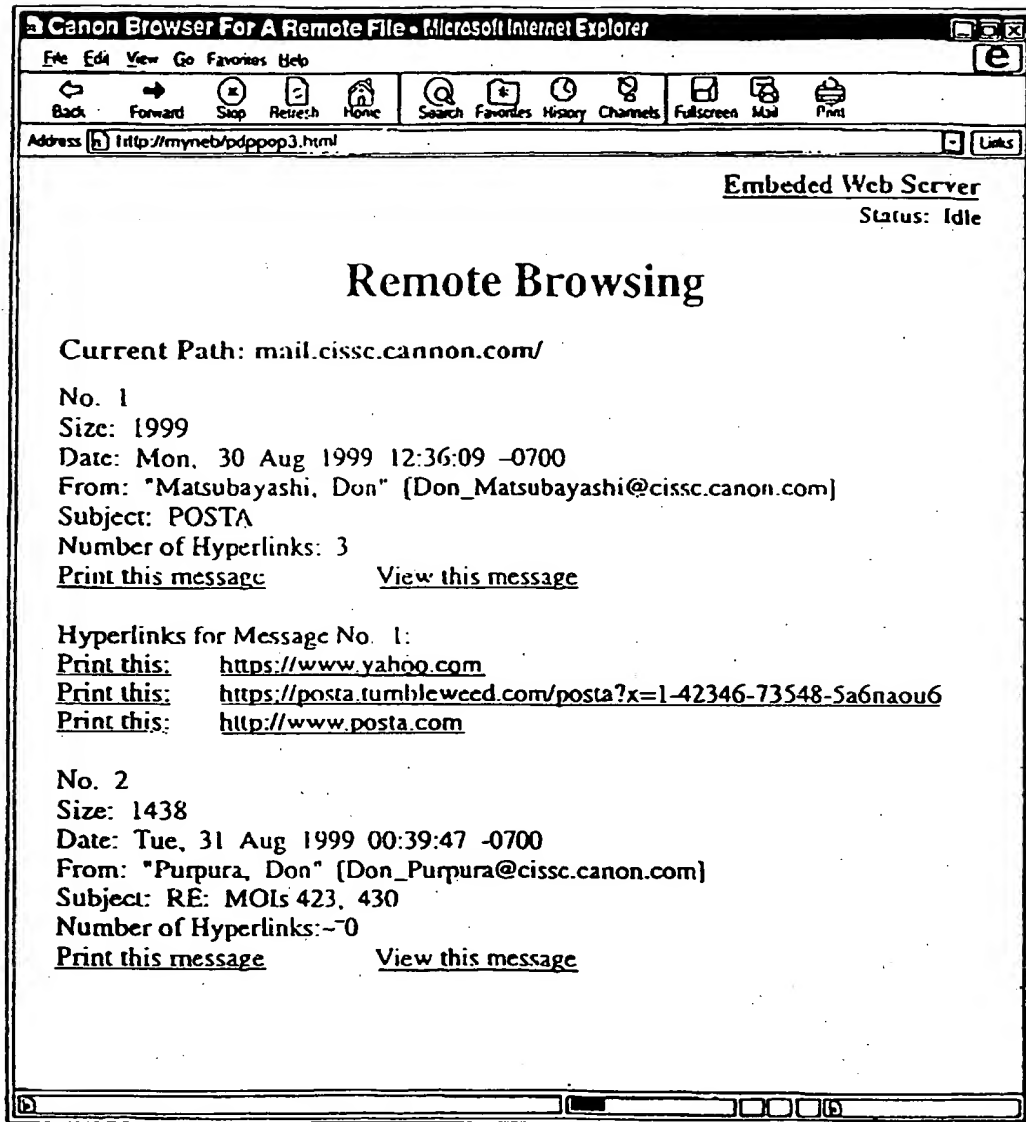 Canon Browser For A Remote File • Microsoft Internet Explorer
File Edit View Go Favorites Help
Back Forward Stop Refresh Home Search Favorites History Channels Fullscreen Mail Print
Address http://myneb/pdppop3.html Links
Embeded Web Server
Status: Idle
Remote Browsing
Current Path: mail.cissc.cannon.com/
No. 1
Size: 1999
Date: Mon, 30 Aug 1999 12:36:09 -0700
From: "Matsubayashi, Don" [Don_Matsubayashi@cissc.canon.com]
Subject: POSTA
Number of Hyperlinks: 3
Print this message View this message
Hyperlinks for Message No. 1:
Print this: https://www.yahoo.com
Print this: https://posta.tumbleweed.com/posta?x=1-42346-73548-5a6naou6
Print this: http://www.posta.com
No. 2
Size: 1438
Date: Tue, 31 Aug 1999 00:39:47 -0700
From: "Purpura, Don" [Don_Purpura@cissc.canon.com]
Subject: RE: MOIs 423, 430
Number of Hyperlinks: 0
Print this message View this message